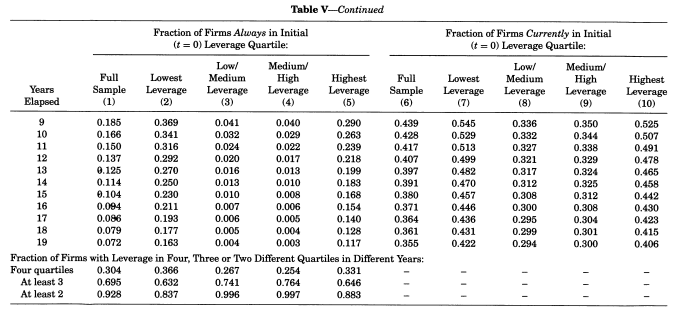 Table V—Continued
Fraction of Firms Always in Initial Fraction of Firms Currently in Initial
(t = 0) Leverage Quartile: (t = 0) Leverage Quartile:
Low/ Medium/ Low/ Medium/
Full Lowest Medium High Highest Full Lowest Medium High Highest
Years Sample Leverage Leverage Leverage Leverage Sample Leverage Leverage Leverage Leverage
Elapsed (1) (2) (3) (4) (5) (6) (7) (8) (9) (10)
9 0.185 0.369 0.041 0.040 0.290 0.439 0.545 0.336 0.350 0.525
10 0.166 0.341 0.032 0.029 0.263 0.428 0.529 0.332 0.344 0.507
11 0.150 0.316 0.024 0.022 0.239 0.417 0.513 0.327 0.338 0.491
12 0.137 0.292 0.020 0.017 0.218 0.407 0.499 0.321 0.329 0.478
13 0.125 0.270 0.016 0.013 0.199 0.397 0.482 0.317 0.324 0.465
14 0.114 0.250 0.013 0.010 0.183 0.391 0.470 0.312 0.325 0.458
15 0.104 0.230 0.010 0.008 0.168 0.380 0.457 0.308 0.312 0.442
16 0.094 0.211 0.007 0.006 0.154 0.371 0.446 0.300 0.308 0.430
17 0.086 0.193 0.006 0.005 0.140 0.364 0.436 0.295 0.304 0.423
18 0.079 0.177 0.005 0.004 0.128 0.361 0.431 0.299 0.301 0.415
19 0.072 0.163 0.004 0.003 0.117 0.355 0.422 0.294 0.300 0.406
Fraction of Firms with Leverage in Four, Three or Two Different Quartiles in Different Years:
Four quartiles 0.304 0.366 0.267 0.254 0.331 – – – – –
At least 3 0.695 0.632 0.741 0.764 0.646 – – – – –
At least 2 0.928 0.837 0.996 0.997 0.883 – – – – –